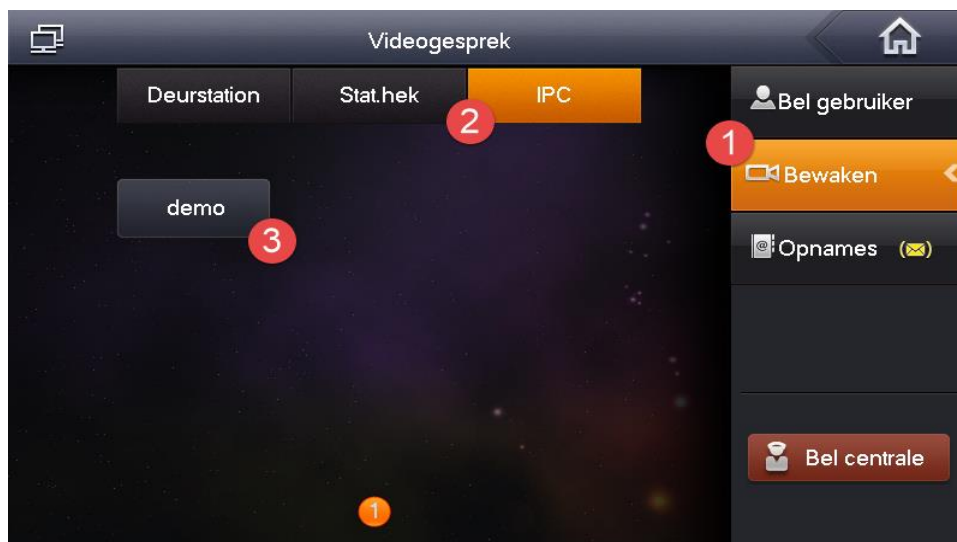 Videogesprek
Deurstation Stat.hek IPC
2
Bel gebruiker
1
Bewaken
demo
3
@ Opnames
Bel centrale
1